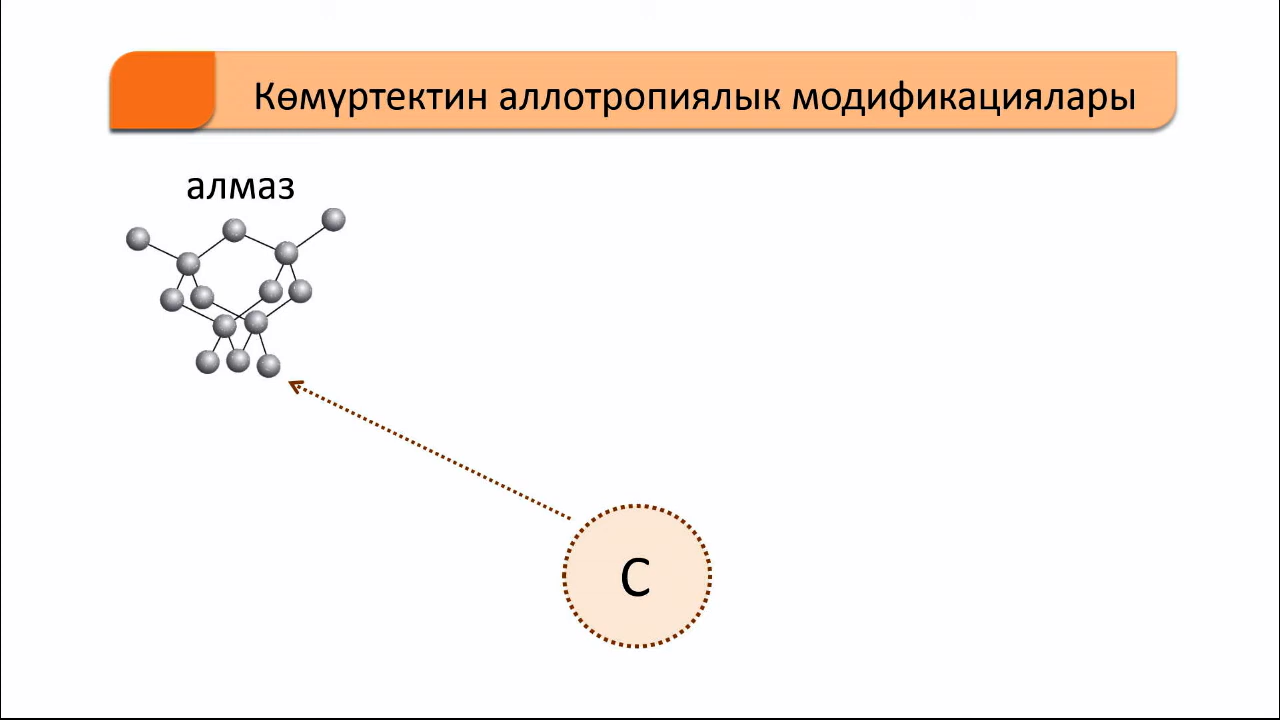 Көмүртектин аллотропиялык модификациялары
алмаз
С